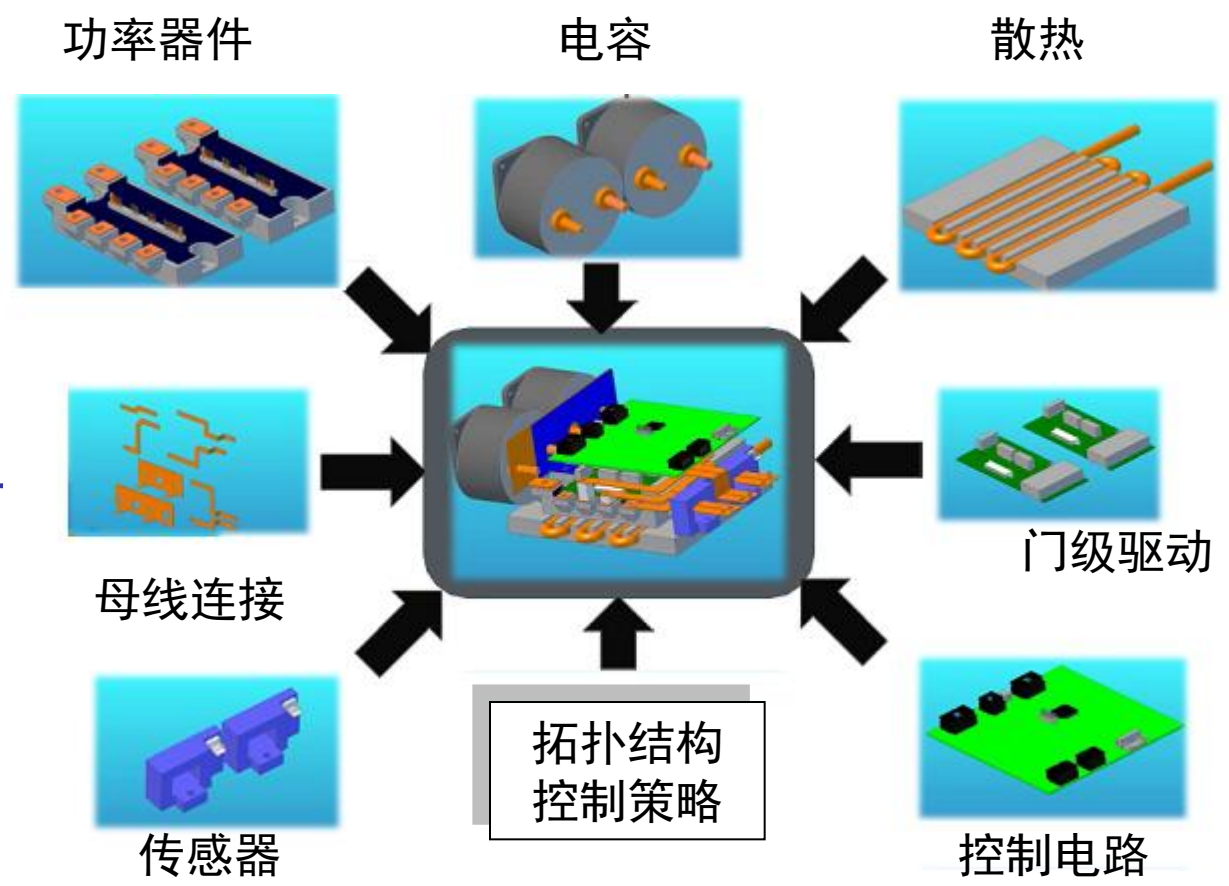 功率器件
电容
散热
母线连接
门级驱动
传感器
拓扑结构
控制策略
控制电路